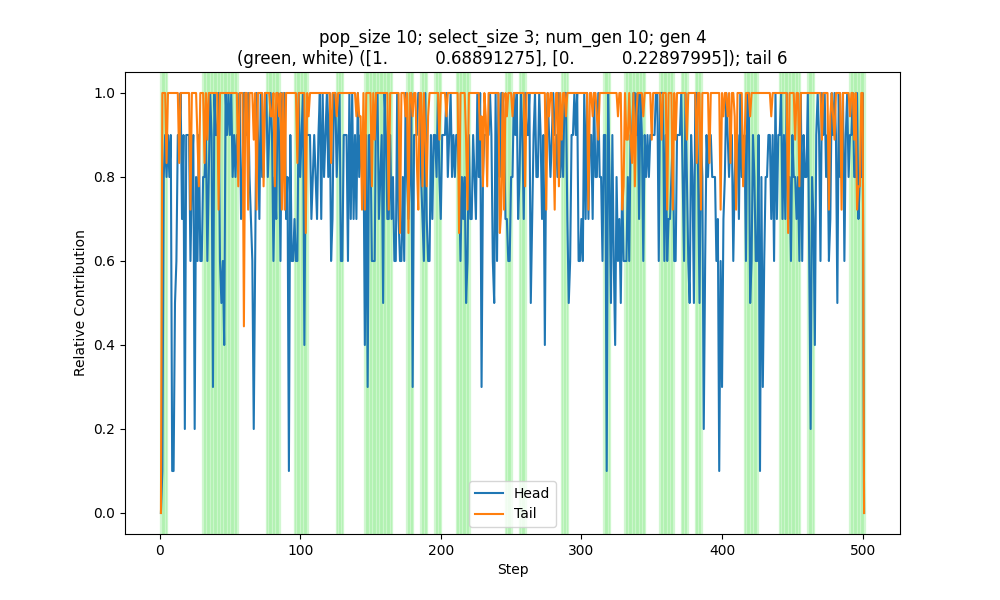 pop_size 10; select_size 3; num_gen 10; gen 4
(green, white) ([1.          0.68891275], [0.          0.22897995]); tail 6
Relative Contribution
1.0
0.8
0.6
0.4
0.2
0.0
Head
Tail
0
100
200
300
400
500
Step